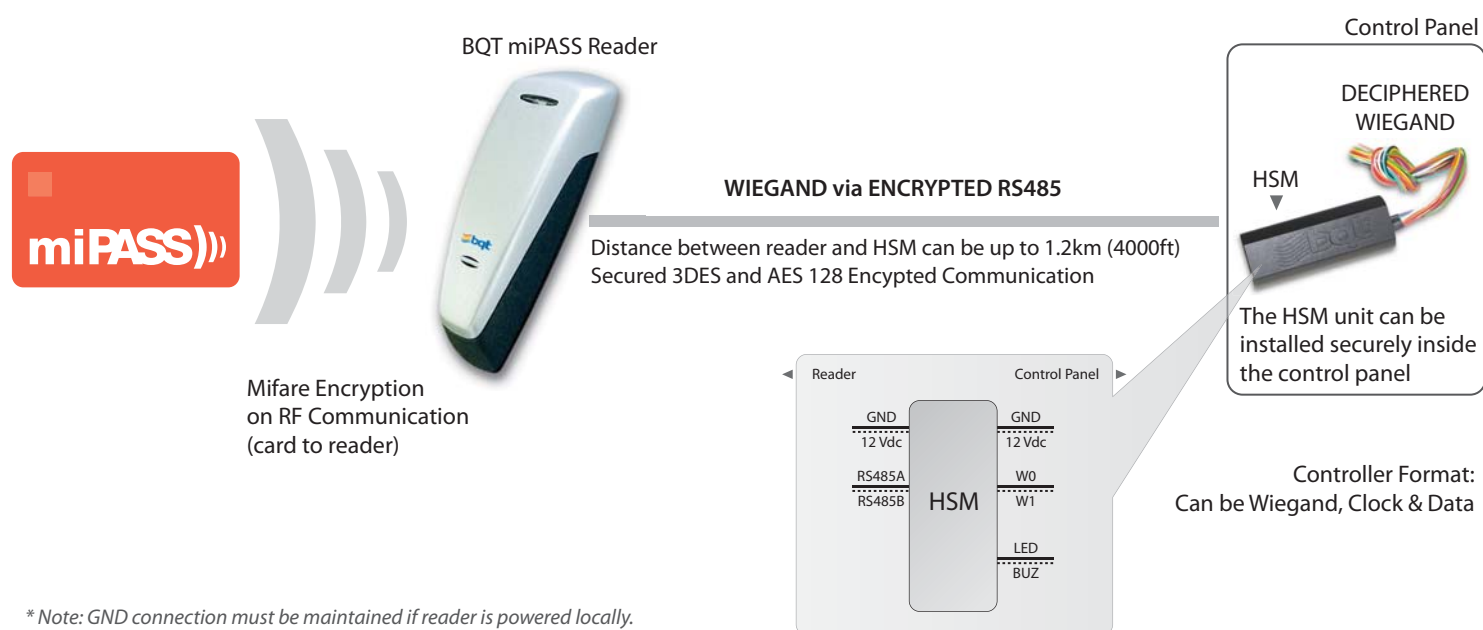 Control Panel
BQT miPASS Reader
DECIPHERED
WIEGAND
HSM
miPASS
WIEGAND via ENCRYPTED RS485
bqt
BQT
Distance between reader and HSM can be up to 1.2km (4000ft)
Secured 3DES and AES 128 Encypted Communication
The HSM unit can be
installed securely inside
the control panel
Mifare Encryption
on RF Communication
(card to reader)
Reader
Control Panel
GND
GND
12 Vdc
12 Vdc
RS485A
W0
RS485B
HSM
W1
LED
BUZ
Controller Format:
Can be Wiegand, Clock & Data
* Note: GND connection must be maintained if reader is powered locally.